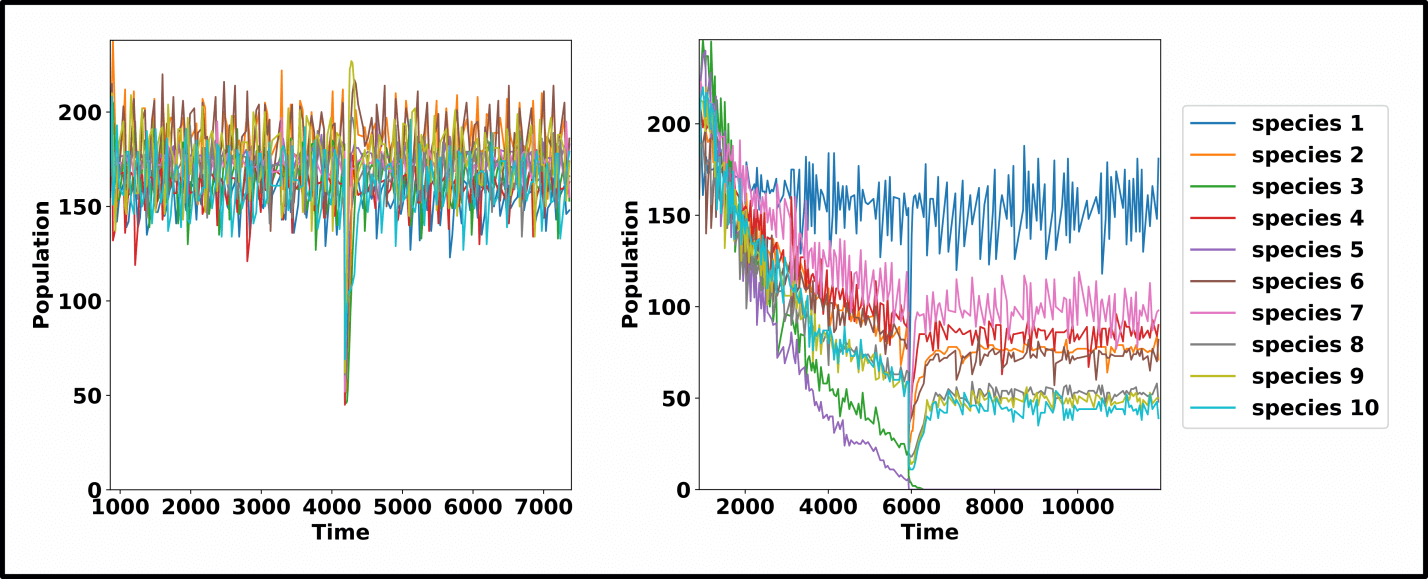 200
150
100
50
0
Population
1000 2000 3000 4000 5000 6000 7000
Time
200
150
100
50
0
Population
2000 4000 6000 8000 10000
Time
species 1
species 2
species 3
species 4
species 5
species 6
species 7
species 8
species 9
species 10